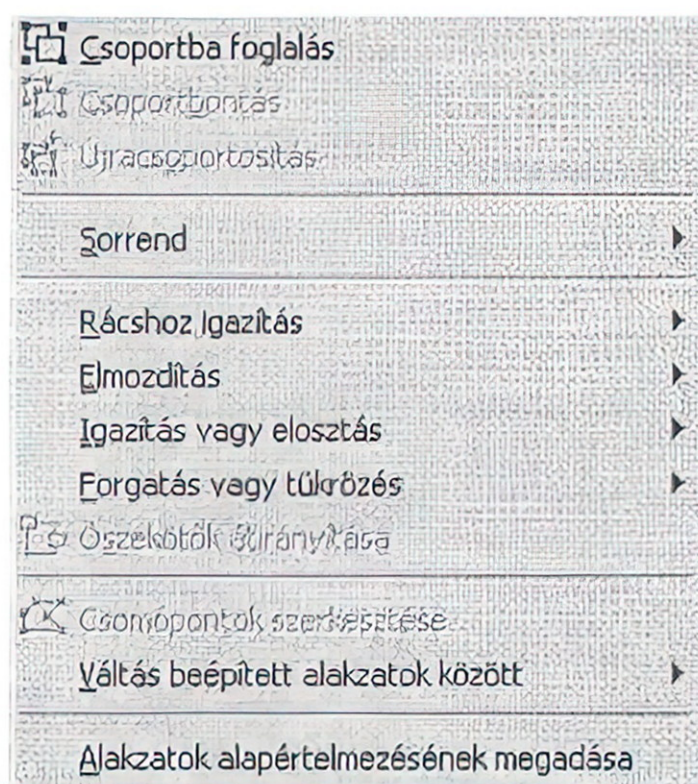 Csoportba foglalás
Csoportbontás
Újracsoportosítás
Sorrend
Rácshoz igazítás
Elmozdítás
Igazítás vagy elosztás
Forgatás vagy tükrözés
Öszekötők átirányítása
Csomópontok szerkesztése
Váltás beépített alakzatok között
Alakzatok alapértelmezésének megadása